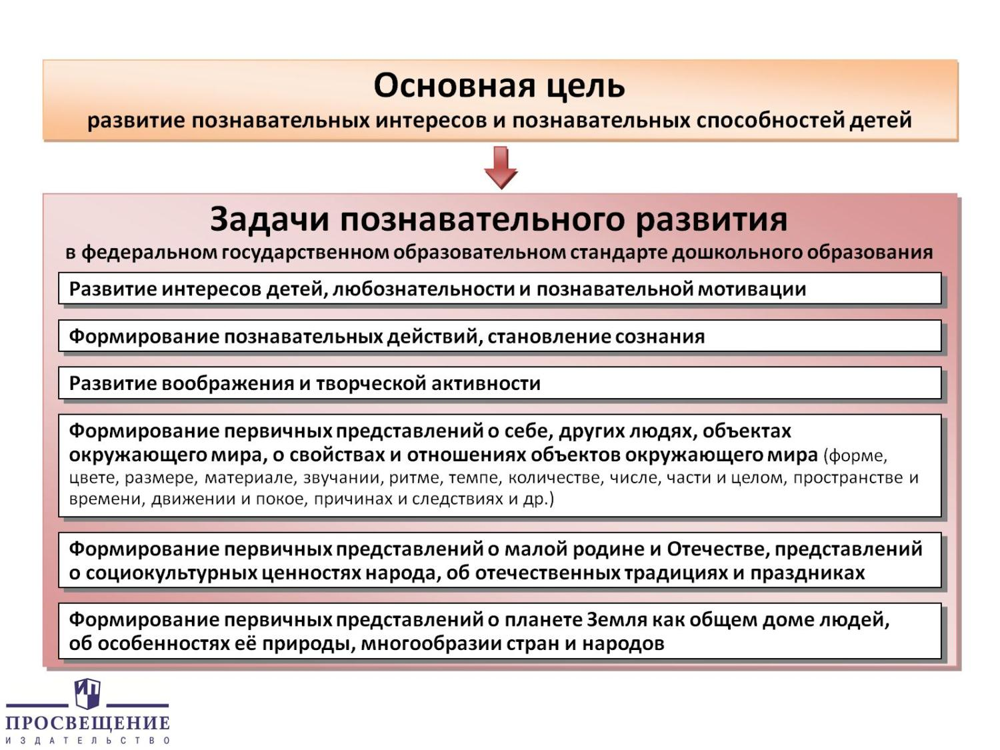 Основная цель
развитие познавательных интересов и познавательных способностей детей
Задачи познавательного развития
в федеральном государственном образовательном стандарте дошкольного образования
Развитие интересов детей, любознательности и познавательной мотивации
Формирование познавательных действий, становление сознания
Развитие воображения и творческой активности
Формирование первичных представлений о себе, других людях, объектах
окружающего мира, о свойствах и отношениях объектов окружающего мира (форме,
цвете, размере, материале, звучании, ритме, темпе, количестве, числе, части и целом, пространстве и
времени, движении и покое, причинах и следствиях и др.)
Формирование первичных представлений о малой родине и Отечестве, представлений
о социокультурных ценностях народа, об отечественных традициях и праздниках
Формирование первичных представлений о планете Земля как общем доме людей,
об особенностях её природы, многообразии стран и народов
ИП
ПРОСВЕЩЕНИЕ
ИЗДАТЕЛЬСТВО